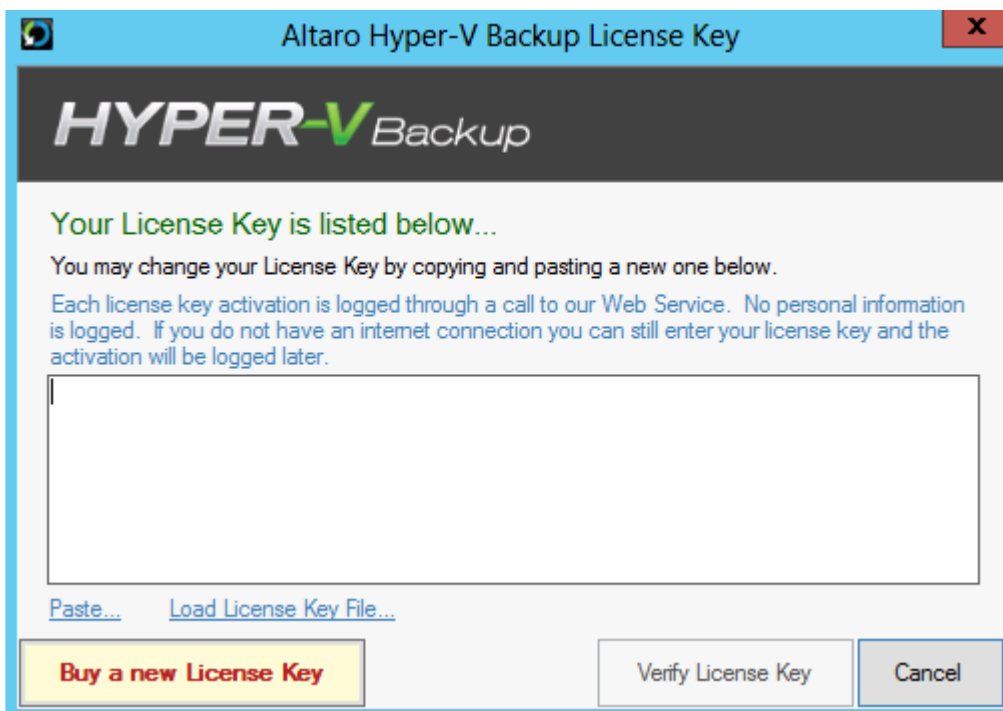 Altaro Hyper-V Backup License Key
x
HYPER-V Backup
Your License Key is listed below...
You may change your License Key by copying and pasting a new one below.
Each license key activation is logged through a call to our Web Service. No personal information
is logged. If you do not have an internet connection you can still enter your license key and the
activation will be logged later.
Paste... Load License Key File...
Buy a new License Key Verify License Key Cancel